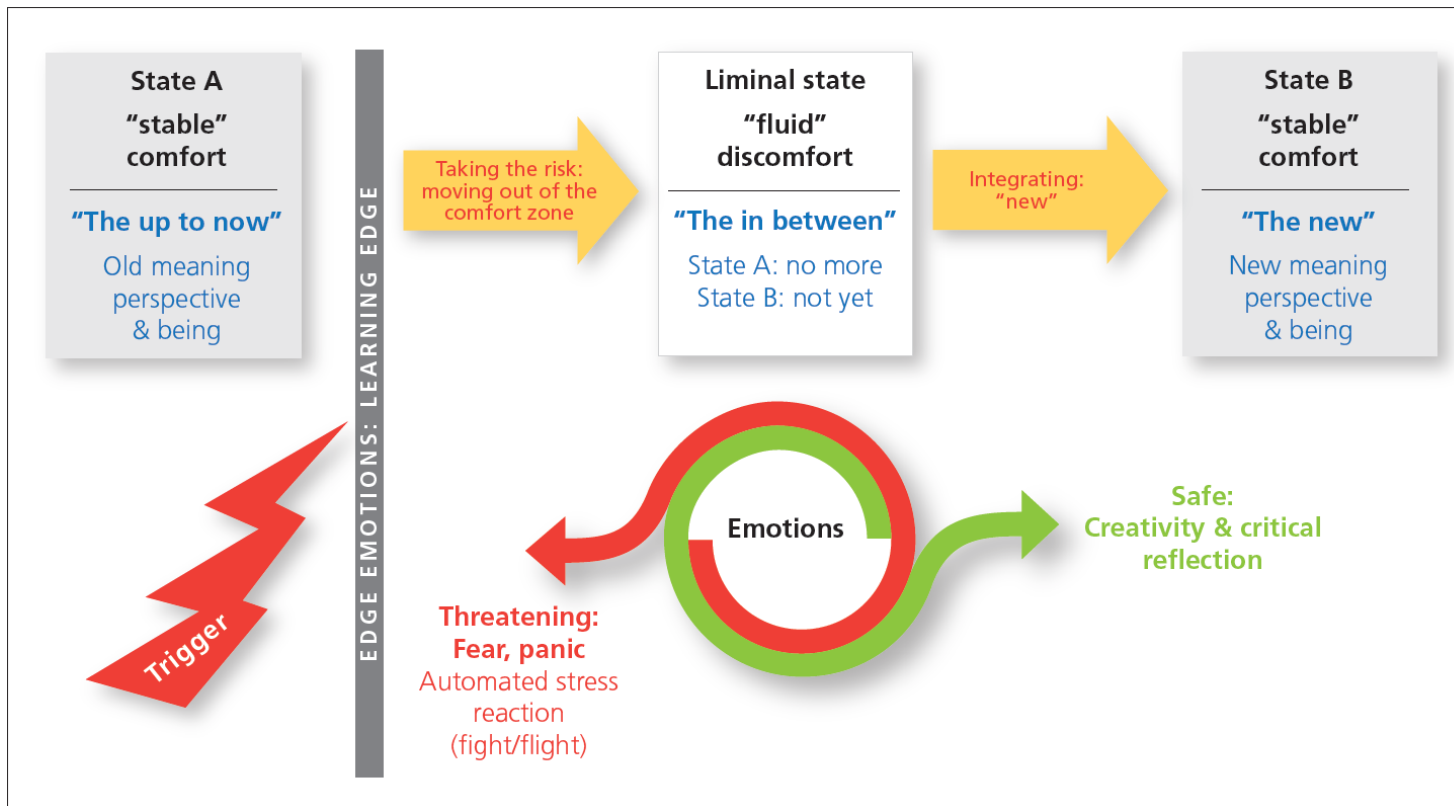 State A
“stable”
comfort
“The up to now”
Old meaning
perspective
& being
Trigger
EDGE EMOTIONS: LEARNING EDGE
Taking the risk:
moving out of the
comfort zone
Liminal state
“fluid”
discomfort
“The in between”
State A: no more
State B: not yet
Integrating:
“new”
State B
“stable”
comfort
“The new”
New meaning
perspective
& being
Threatening:
Fear, panic
Automated stress
reaction
(fight/flight)
Emotions
Safe:
Creativity & critical
reflection